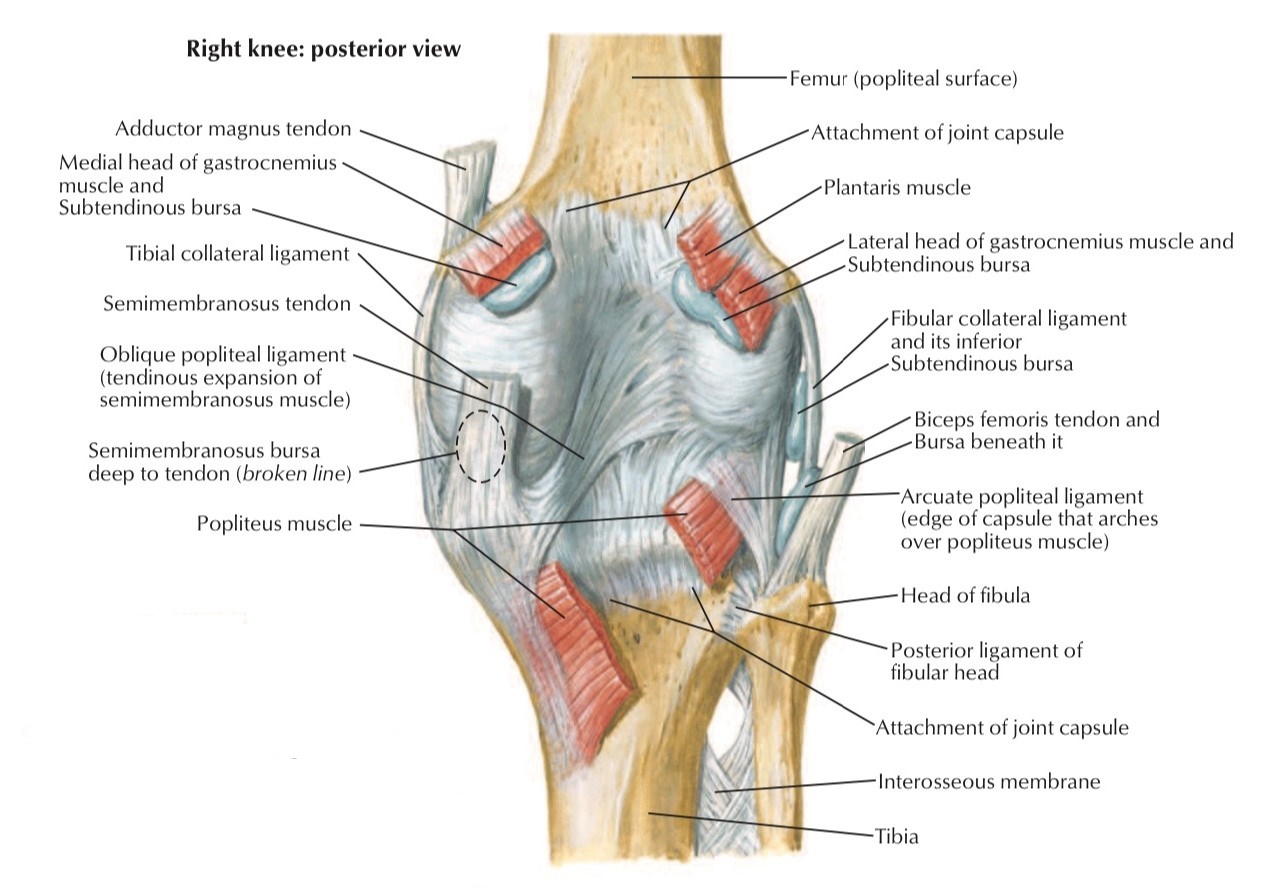 Right knee: posterior view
Adductor magnus tendon
Medial head of gastrocnemius
muscle and
Subtendinous bursa
Tibial collateral ligament
Semimembranosus tendon
Oblique popliteal ligament
(tendinous expansion of
semimembranosus muscle)
Semimembranosus bursa
deep to tendon (broken line)
Popliteus muscle
Femur (popliteal surface)
Attachment of joint capsule
Plantaris muscle
Lateral head of gastrocnemius muscle and
Subtendinous bursa
Fibular collateral ligament
and its inferior
Subtendinous bursa
Biceps femoris tendon and
Bursa beneath it
Arcuate popliteal ligament
(edge of capsule that arches
over popliteus muscle)
Head of fibula
Posterior ligament of
fibular head
Attachment of joint capsule
Interosseous membrane
Tibia